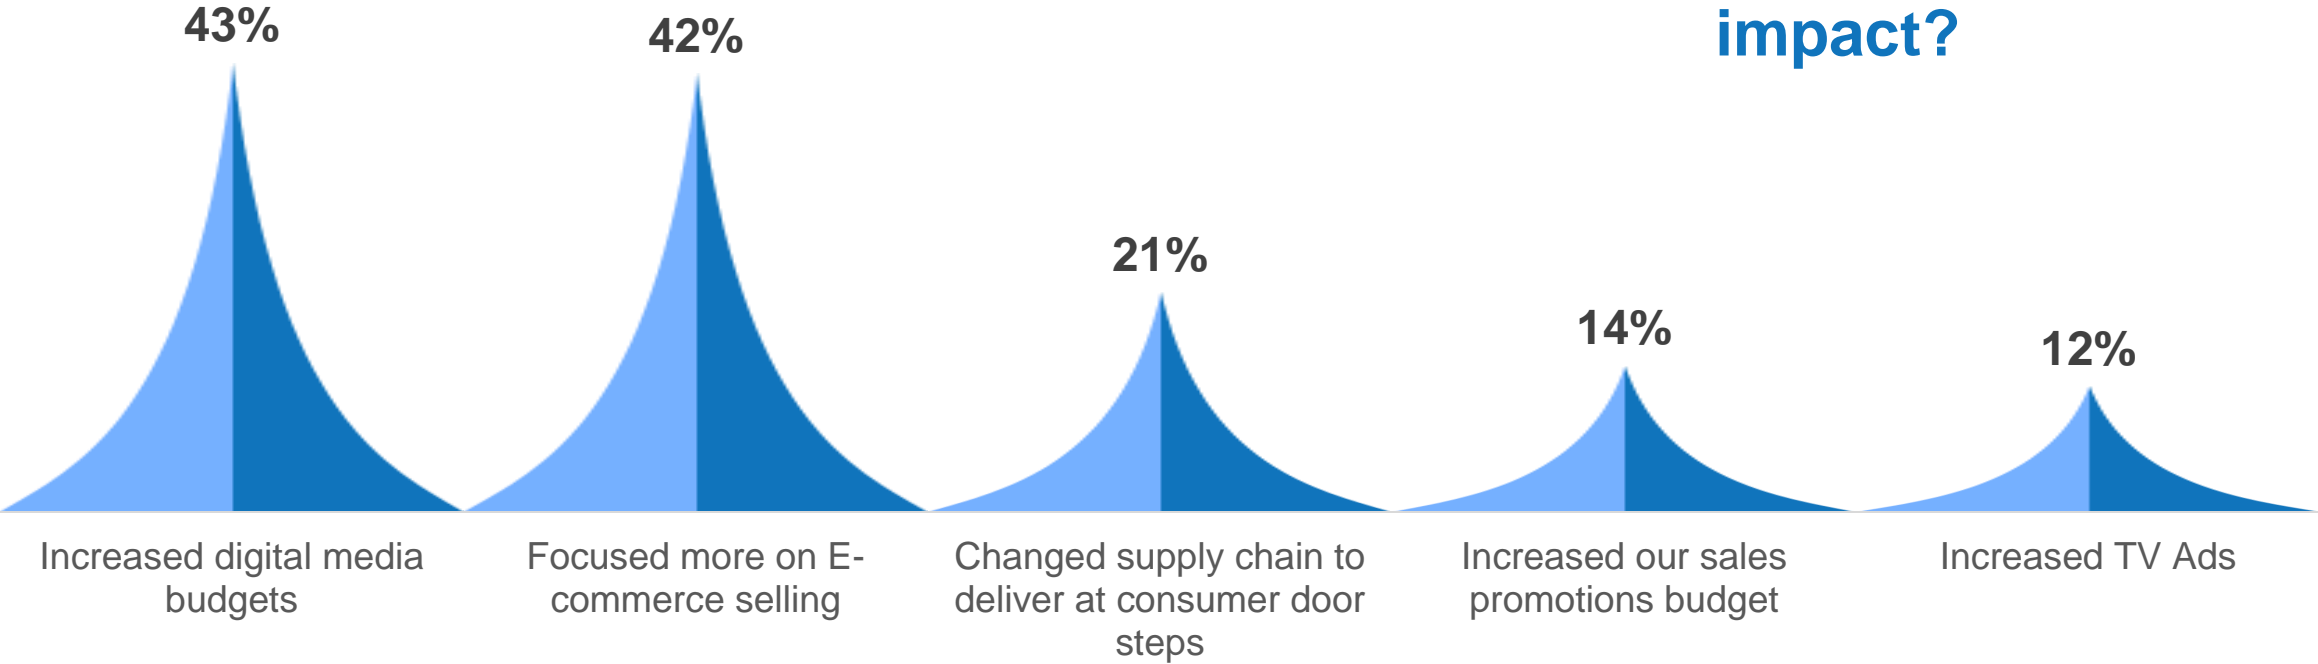 impact?
43%
42%
21%
14%
12%
Increased digital media
budgets
Focused more on E-
commerce selling
Changed supply chain to
deliver at consumer door
steps
Increased our sales
promotions budget
Increased TV Ads